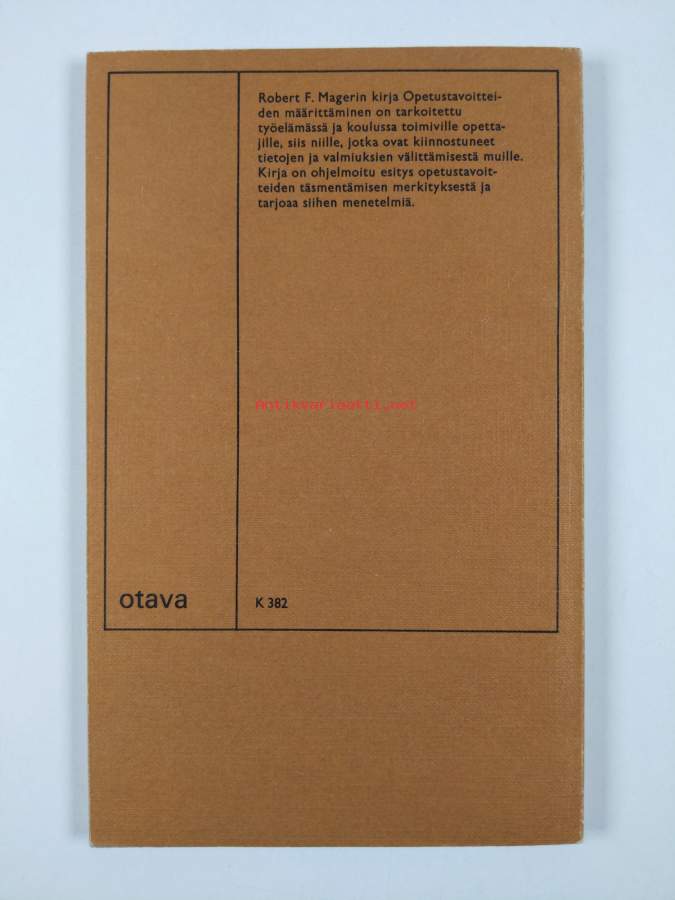 Robert F. Magerin kirja Opetustavoittei-
den määrittäminen on tarkoitettu
työelämässä ja koulussa toimiville opetta-
jille, siis niille, jotka ovat kiinnostuneet
tietojen ja valmiuksien välittämisestä muille.
Kirja on ohjelmoitu esitys opetustavoit-
teiden täsmentämisen merkityksestä ja
tarjoaa siihen menetelmiä.
antikvariaatti.net
otava
K 382